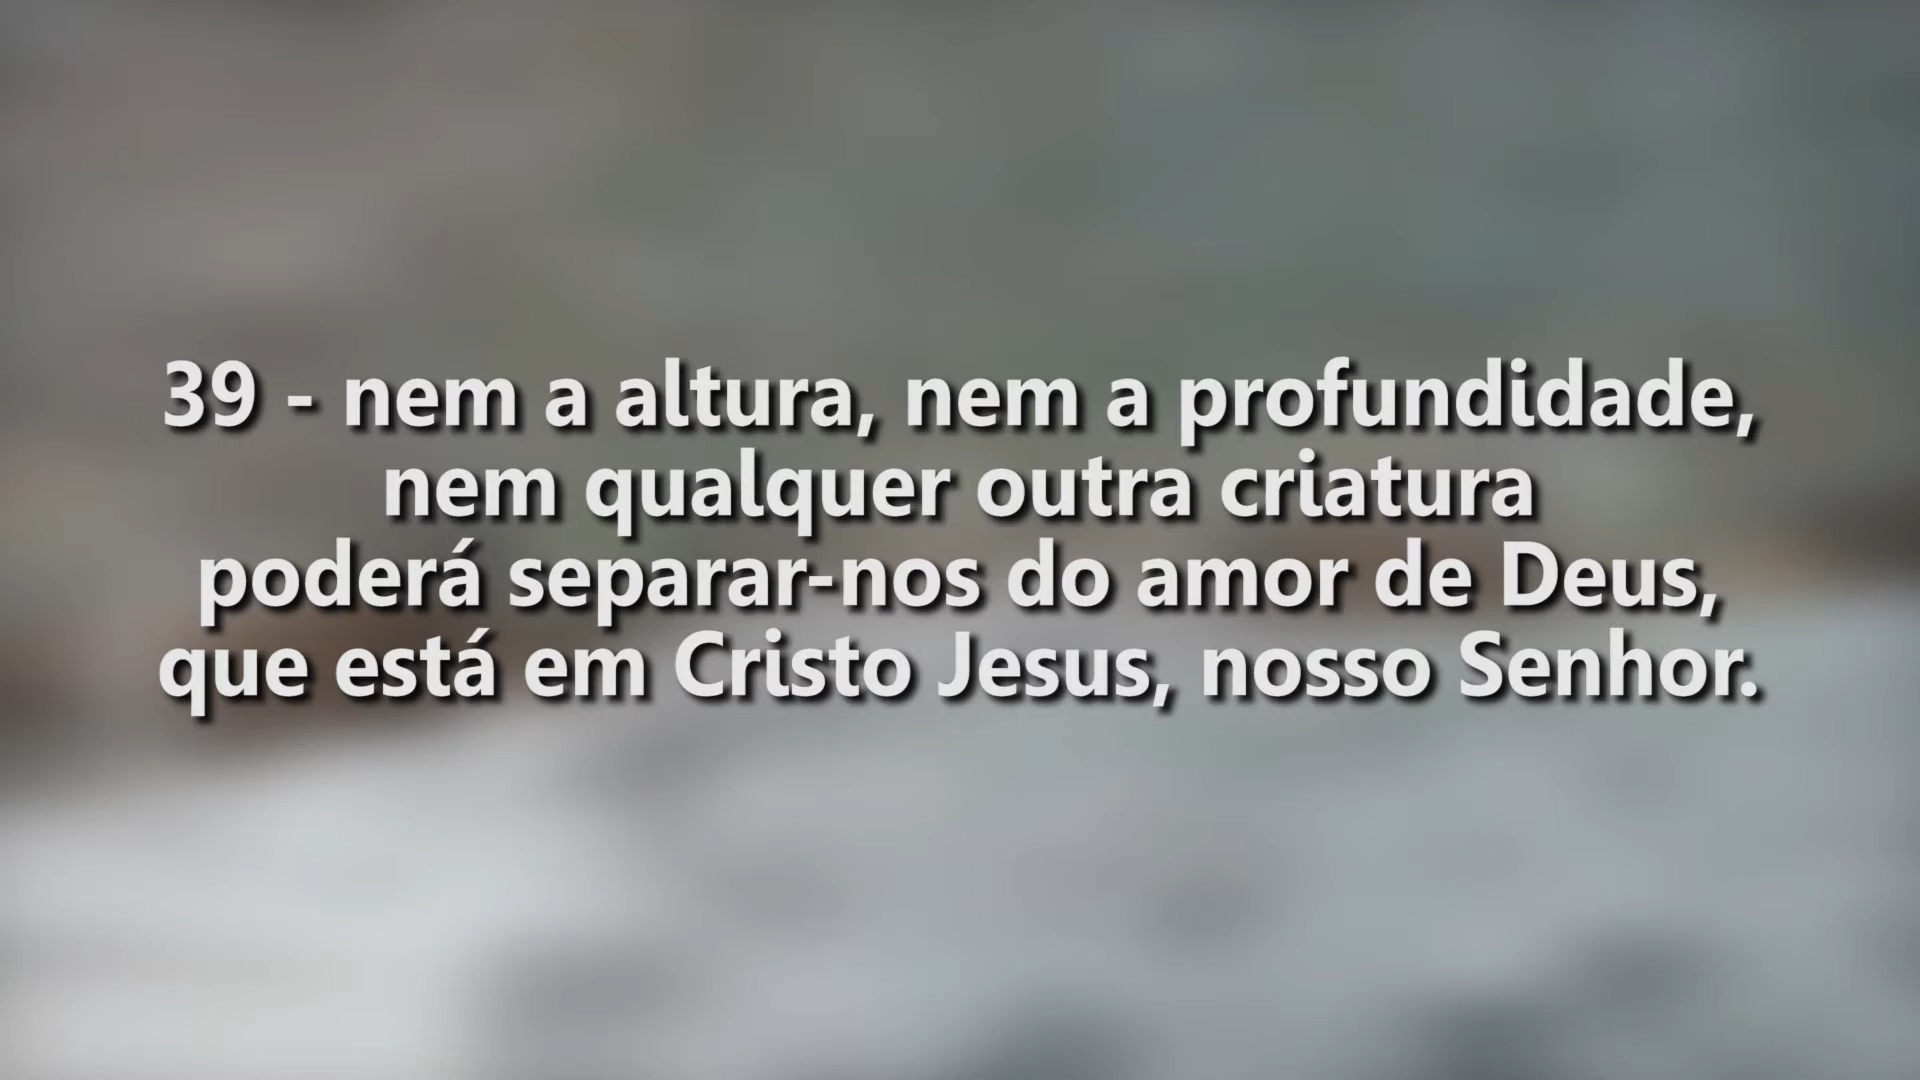 39 - nem a altura, nem a profundidade,
nem qualquer outra criatura
poderá separar-nos do amor de Deus,
que está em Cristo Jesus, nosso Senhor.